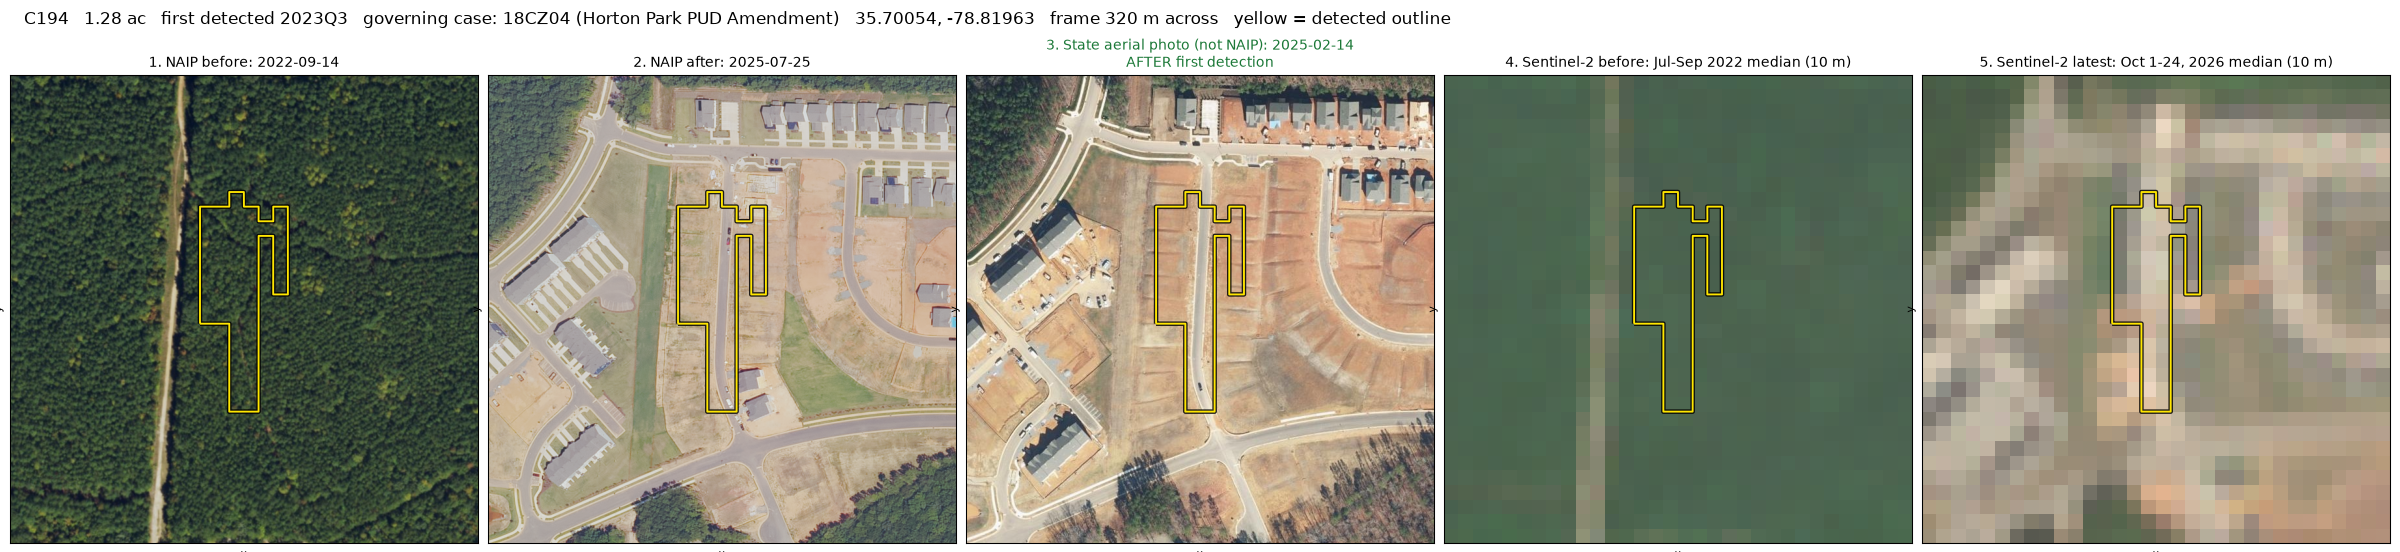 C194 1.28 ac first detected 2023Q3 governing case: 18CZ04 (Horton Park PUD Amendment) 35.70054, -78.81963 frame 320 m across yellow = detected outline
1. NAIP before: 2022-09-14
2. NAIP after: 2025-07-25
3. State aerial photo (not NAIP): 2025-02-14
AFTER first detection
4. Sentinel-2 before: Jul-Sep 2022 median (10 m)
5. Sentinel-2 latest: Oct 1-24, 2026 median (10 m)